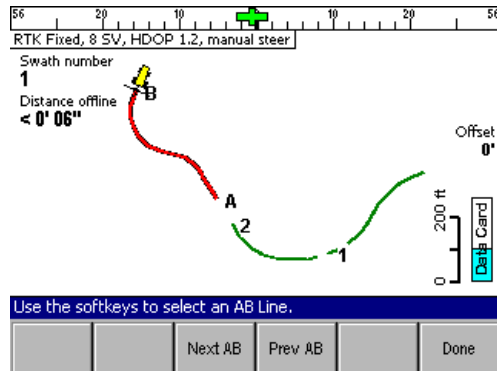 56 20 10 10 20 56
RTK Fixed, 8 SV, HDOP 1.2, manual steer
Swath number
1
Distance offline
< 0' 06"
B
Offset
0'
A
2
1
200 ft
0
Data Card
Use the softkeys to select an AB Line.
Next AB Prev AB Done